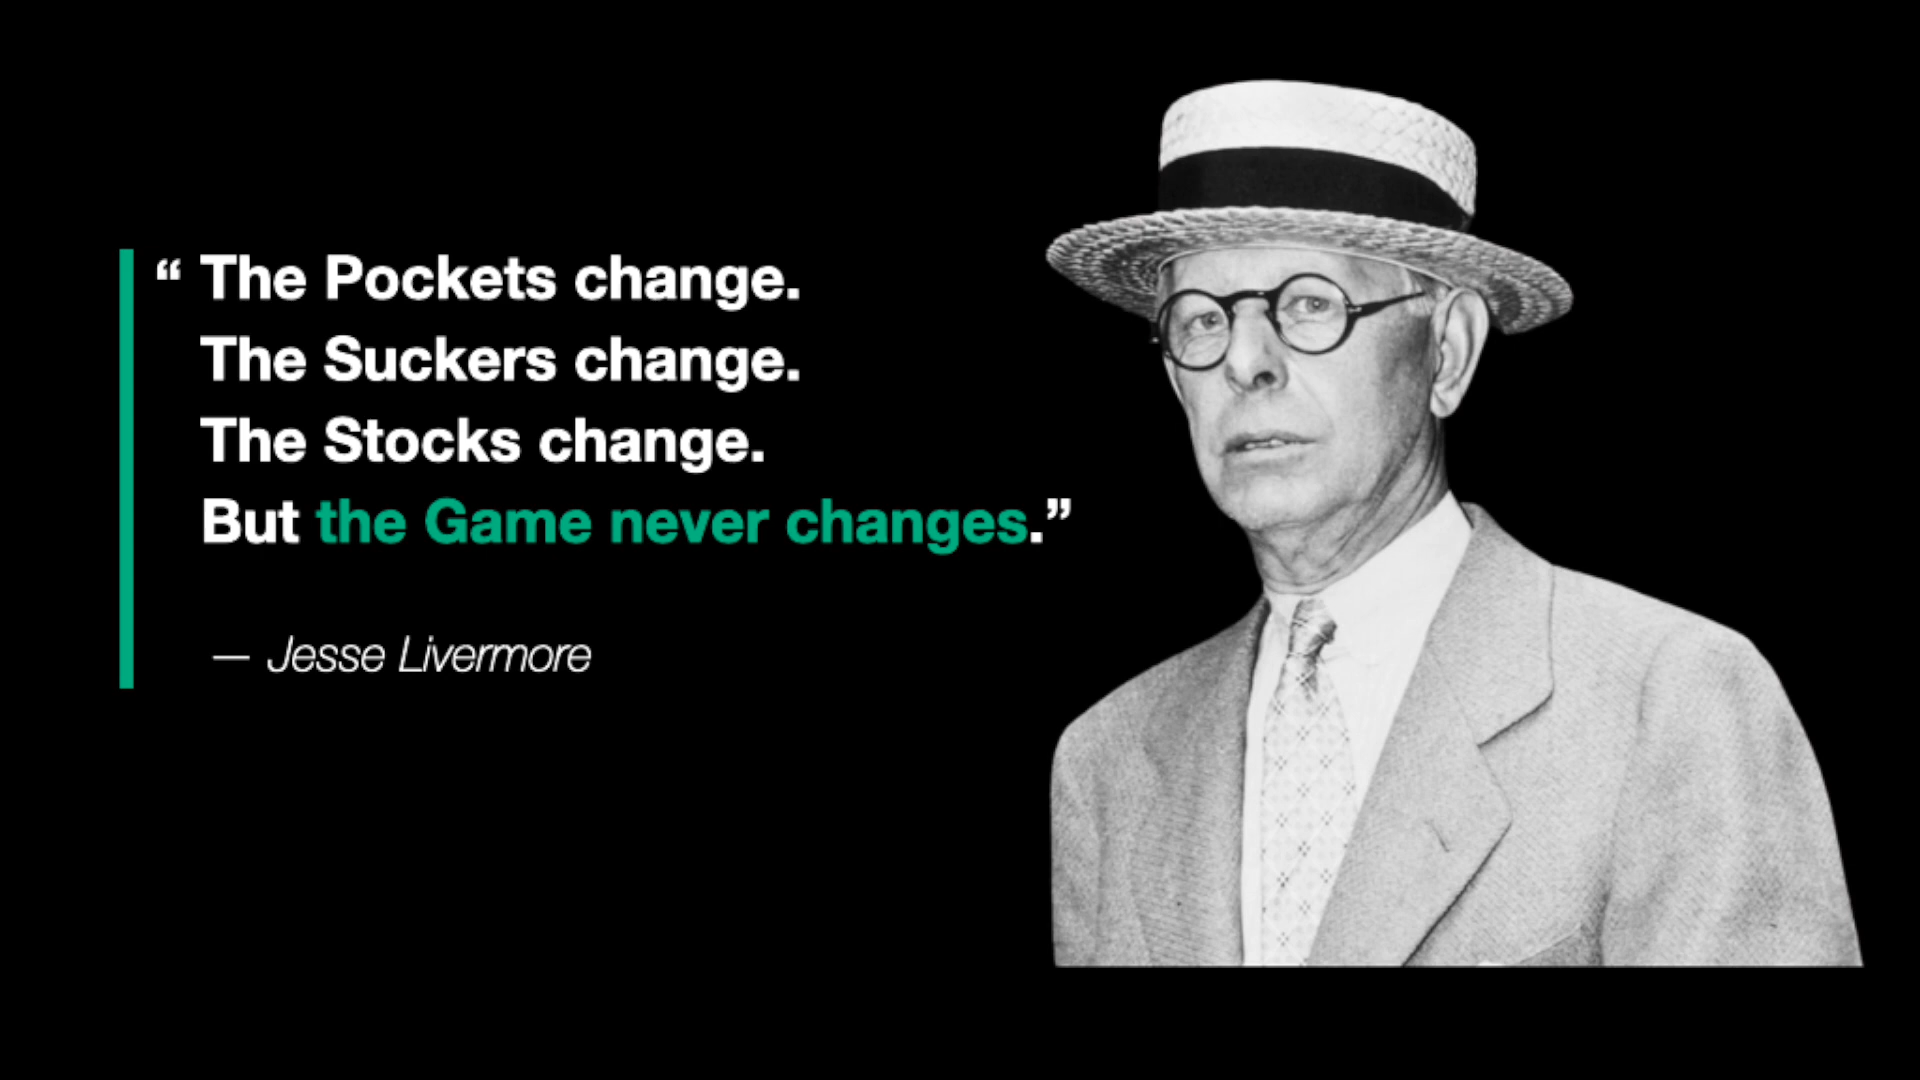 “ The Pockets change.
The Suckers change.
The Stocks change.
But the Game never changes.”
— Jesse Livermore